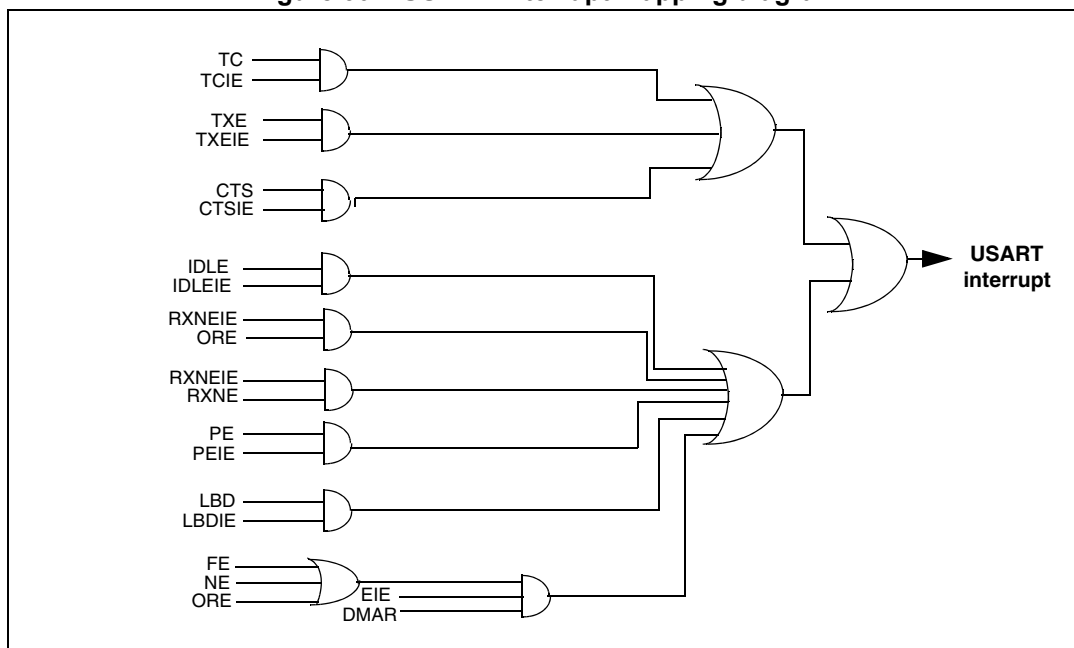 TC
TCIE
TXE
TXEIE
CTS
CTSIE
IDLE
IDLEIE
RXNEIE
ORE
RXNEIE
RXNE
PE
PEIE
LBD
LBDIE
FE
NE
ORE
EIE
DMAR
USART
interrupt